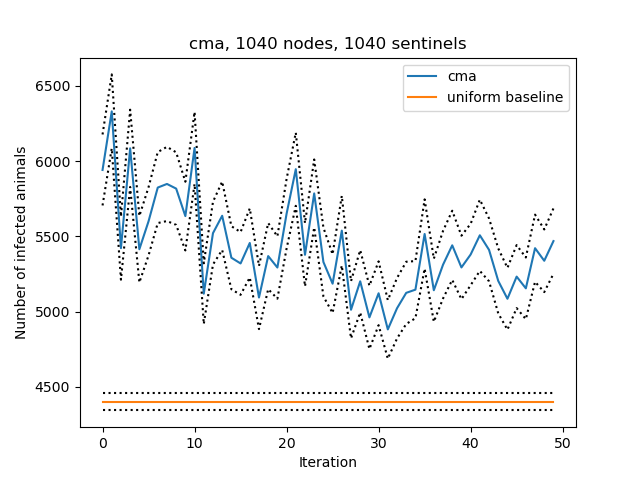 cma, 1040 nodes, 1040 sentinels
cma
uniform baseline
Number of infected animals
6500
6000
5500
5000
4500
0 10 20 30 40 50
Iteration